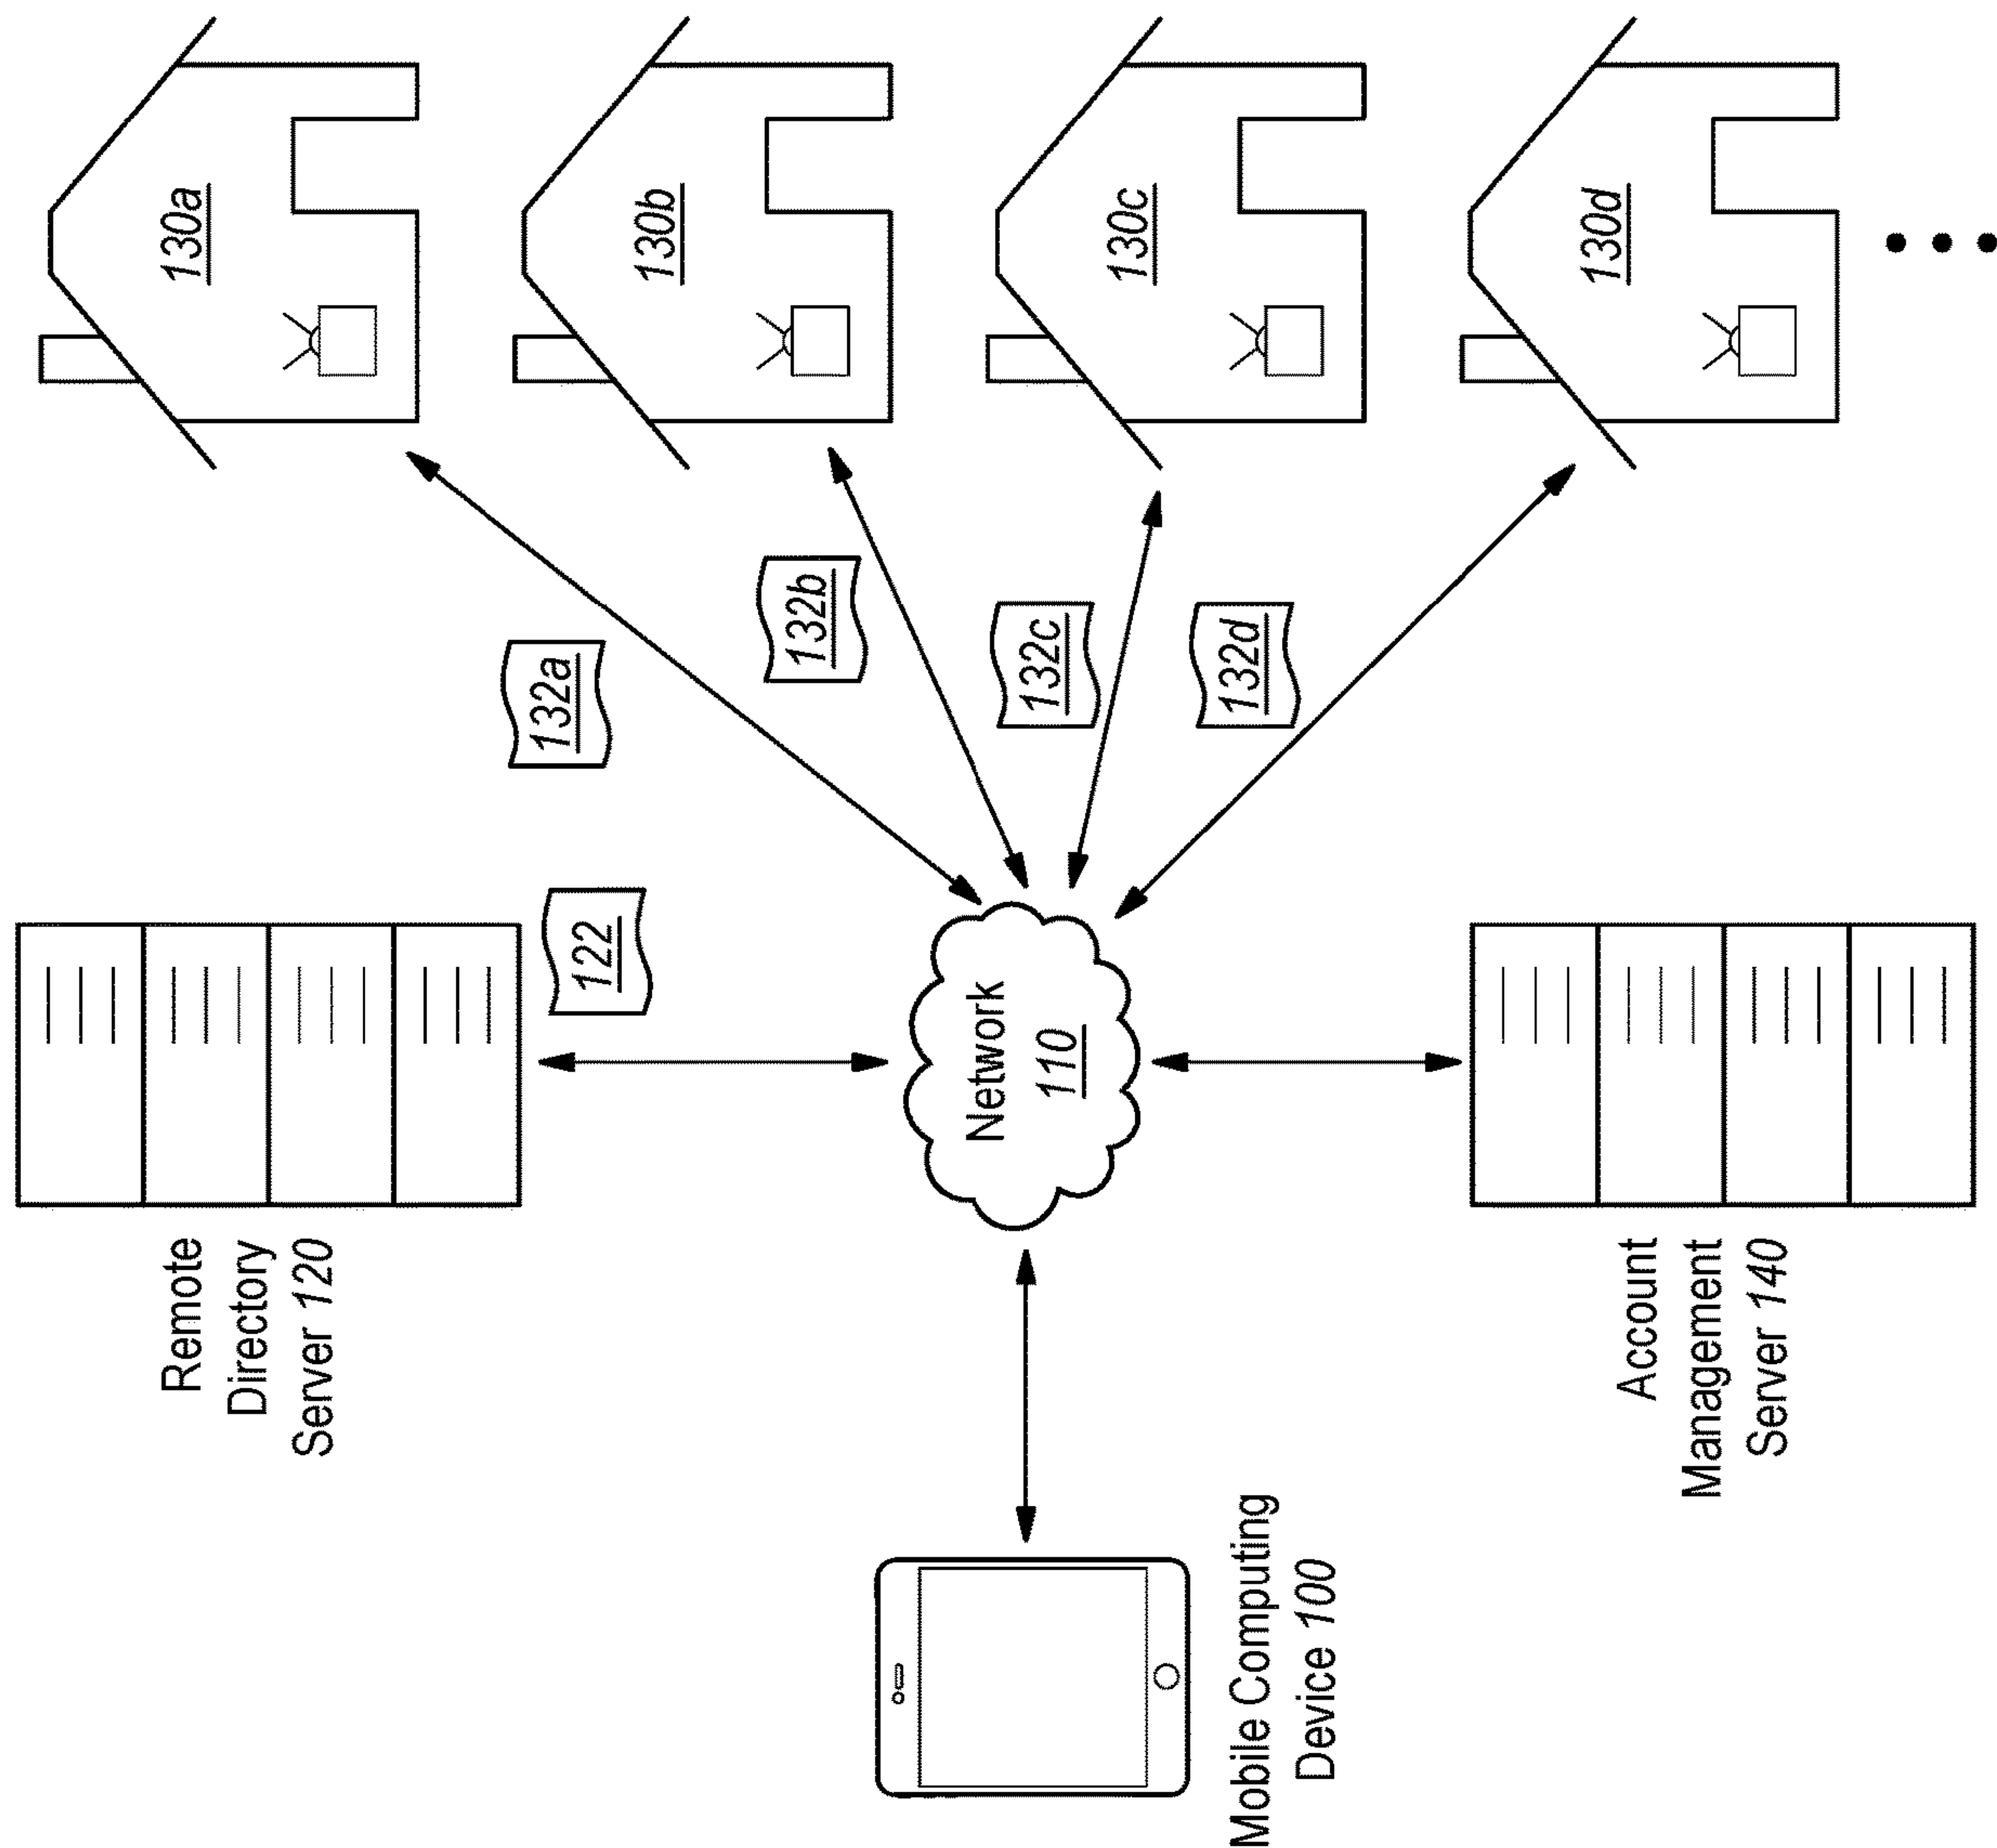 130a
130b
130c
130d
132a
132b
132c
132d
122
Network
110
Remote
Directory
Server 120
Account
Management
Server 140
Mobile Computing
Device 100